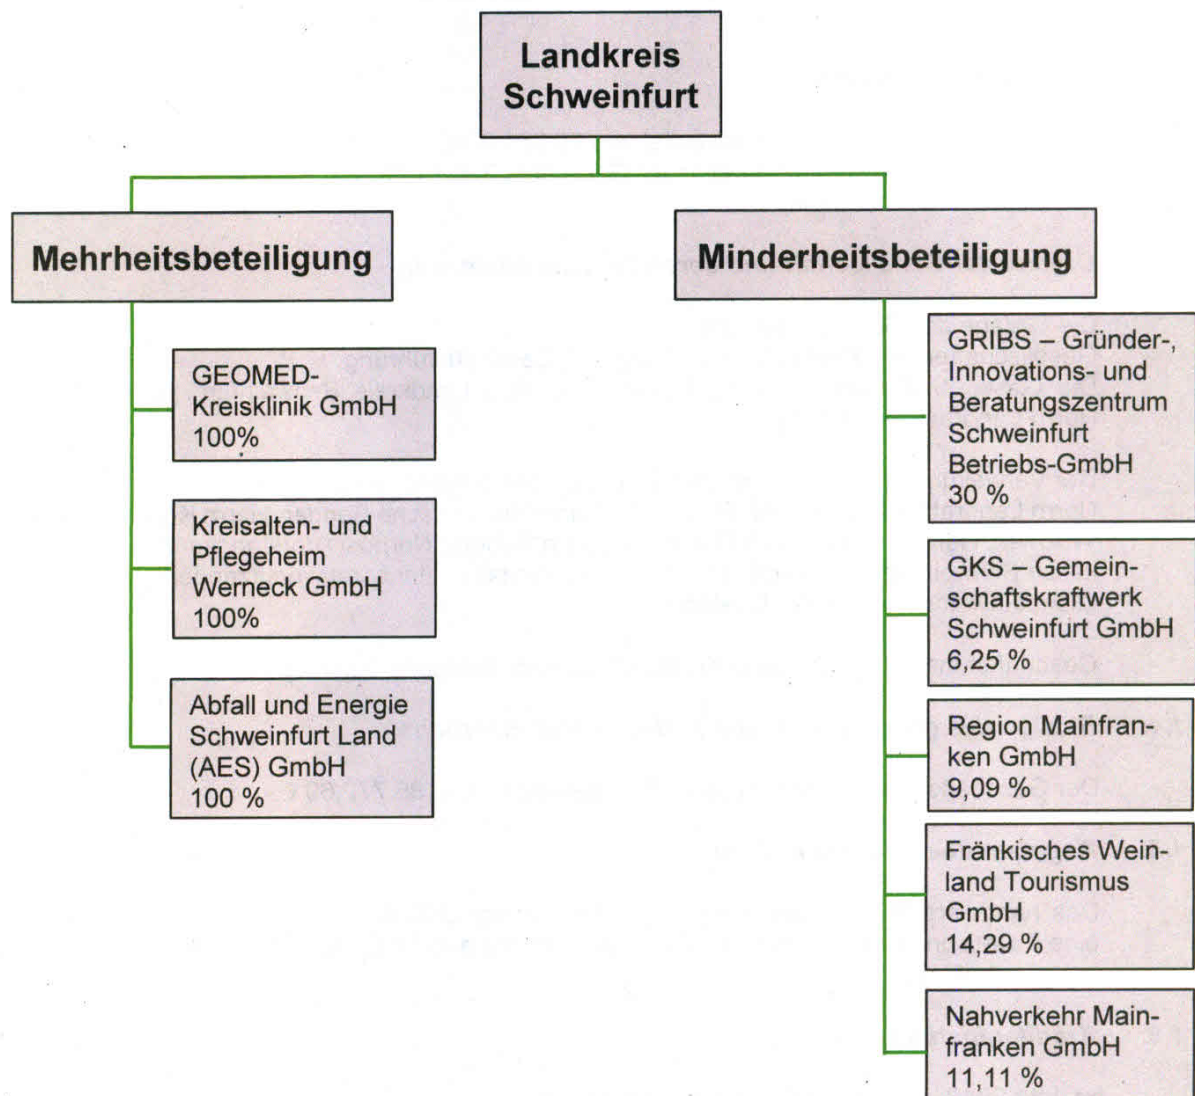 Landkreis
Schweinfurt
Mehrheitsbeteiligung
GEOMED-
Kreisklinik GmbH
100%
Kreisalten- und
Pflegeheim
Werneck GmbH
100%
Abfall und Energie
Schweinfurt Land
(AES) GmbH
100 %
Minderheitsbeteiligung
GRIBS – Gründer-,
Innovations- und
Beratungszentrum
Schweinfurt
Betriebs-GmbH
30 %
GKS – Gemein-
schaftskraftwerk
Schweinfurt GmbH
6,25 %
Region Mainfran-
ken GmbH
9,09 %
Fränkisches Wein-
land Tourismus
GmbH
14,29 %
Nahverkehr Main-
franken GmbH
11,11 %